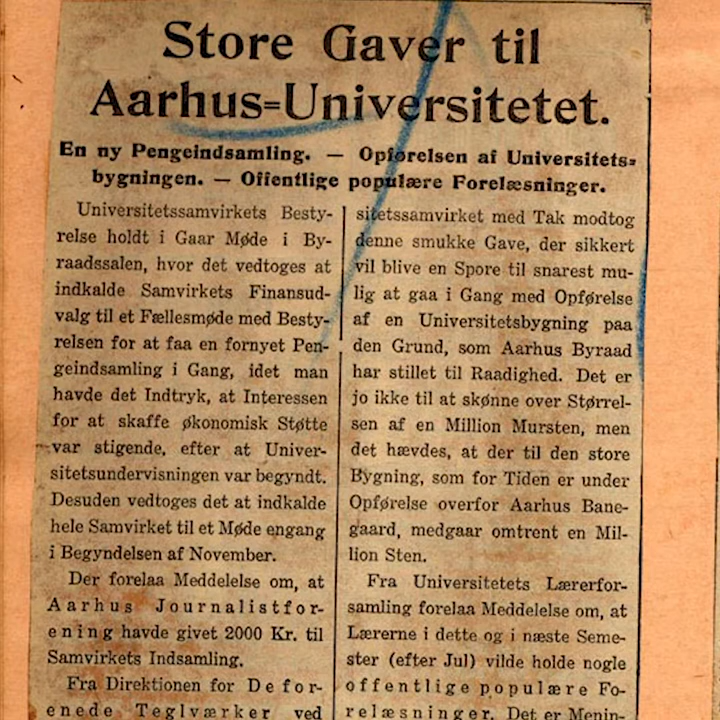 Store Gaver til
Aarhus=Universitetet.
En ny Pengeindsamling. — Opførelsen af Universitets=
bygningen. — Offentlige populære Forelæsninger.
Universitetssamvirkets Besty-
relse holdt i Gaar Møde i By-
raadssalen, hvor det vedtoges at
indkalde Samvirkets Finansud-
valg til et Fællesmøde med Besty-
relsen for at faa en fornyet Pen-
geindsamling i Gang, idet man
havde det Indtryk, at Interessen
for at skaffe økonomisk Støtte
var stigende, efter at Univer-
sitetsundervisningen var begyndt.
Desuden vedtoges det at indkalde
hele Samvirket til et Møde engang
i Begyndelsen af November.
Der forelaa Meddelelse om, at
Aarhus Journalistfor-
ening havde givet 2000 Kr. til
Samvirkets Indsamling.
Fra Direktionen for Defor-
enede Teglværker ved
sitetssamvirket med Tak modtog
denne smukke Gave, der sikkert
vil blive en Spore til snarest mu-
lig at gaa i Gang med Opførelse
af en Universitetsbygning paa
den Grund, som Aarhus Byraad
har stillet til Raadighed. Det er
jo ikke til at skønne over Størrel-
sen af en Million Mursten, men
det hævdes, at der til den store
Bygning, som for Tiden er under
Opførelse overfor Aarhus Bane-
gaard, medgaar omtrent en Mil-
lion Sten.
Fra Universitetets Lærerfor-
samling forelaa Meddelelse om, at
Lærerne i dette og i næste Seme-
ster (efter Jul) vilde holde nogle
offentlige populære Fo-
relæsninger. Det er Menin-